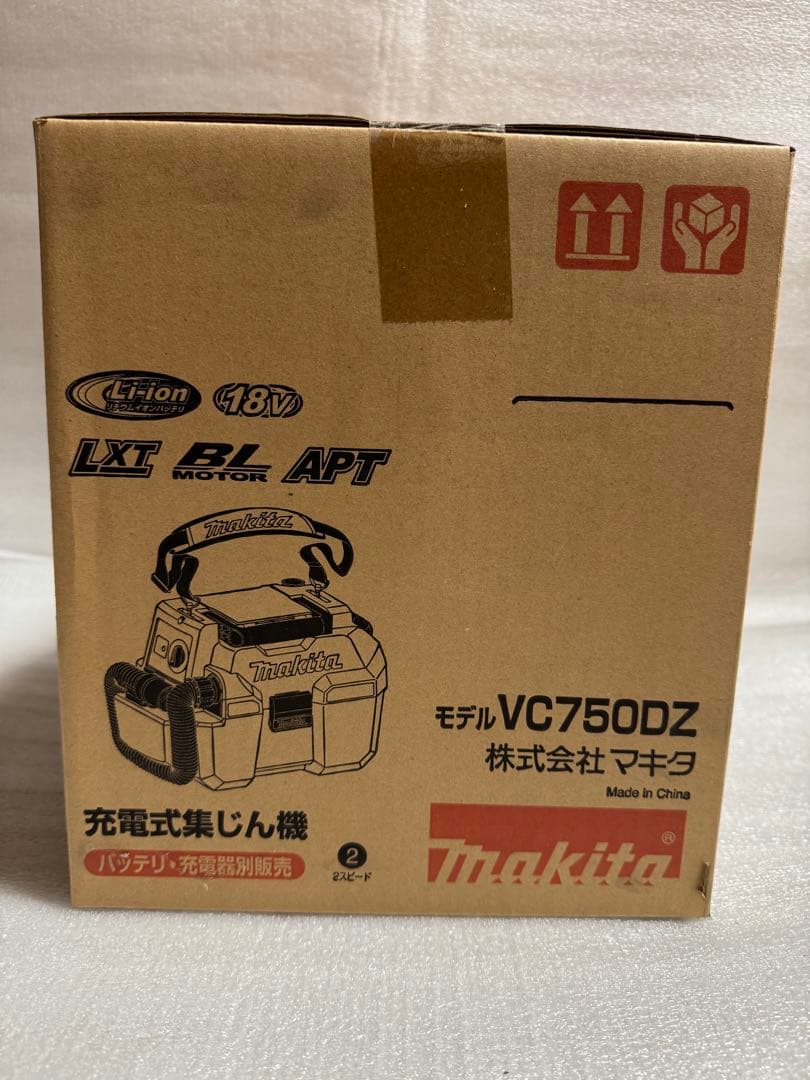 Li-ion
リチウムイオンバッテリ
18V
LXT BL MOTOR APT
makita
makita
モデルVC750DZ
株式会社マキタ
Made in China
充電式集じん機
バッテリ・充電器別販売
2
2スピード
makita®